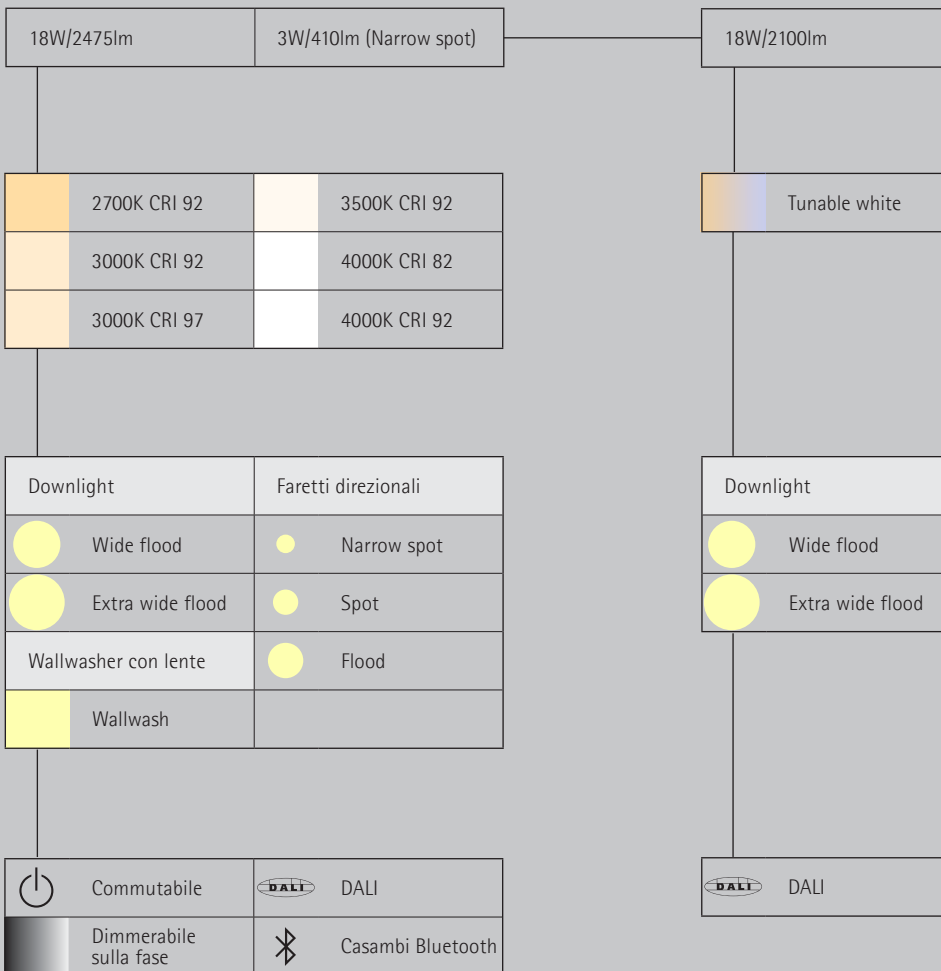 18W/2475lm
3W/410lm (Narrow spot)
18W/2100lm
2700K CRI 92
3500K CRI 92
Tunable white
3000K CRI 92
4000K CRI 82
3000K CRI 97
4000K CRI 92
Downlight
Faretti direzionali
Downlight
Wide flood
Narrow spot
Wide flood
Extra wide flood
Spot
Extra wide flood
Wallwasher con lente
Flood
Wallwash
Commutabile
DALI
DALI
DALI
DALI
Dimmerabile
sulla fase
Casambi Bluetooth